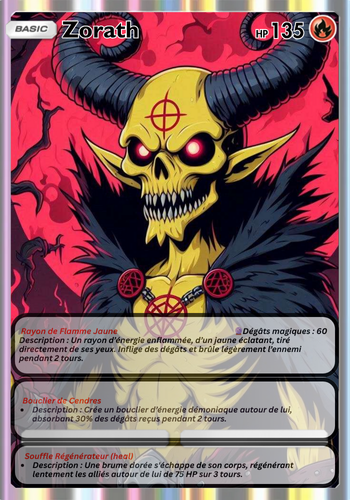 BASIC Zorath HP 135
Rayon de Flamme Jaune Dégâts magiques : 60
Description : Un rayon d'énergie enflammée, d'un jaune éclatant, tiré
directement de ses yeux. Inflige des dégâts et brûle légèrement l'ennemi
pendant 2 tours.
Bouclier de Cendres
• Description : Crée un bouclier d'énergie démoniaque autour de lui,
absorbant 30% des dégâts reçus pendant 2 tours.
Souffle Régénérateur (heal)
• Description : Une brume dorée s'échappe de son corps, régénérant
lentement les alliés autour de lui de 75 HP sur 3 tours.